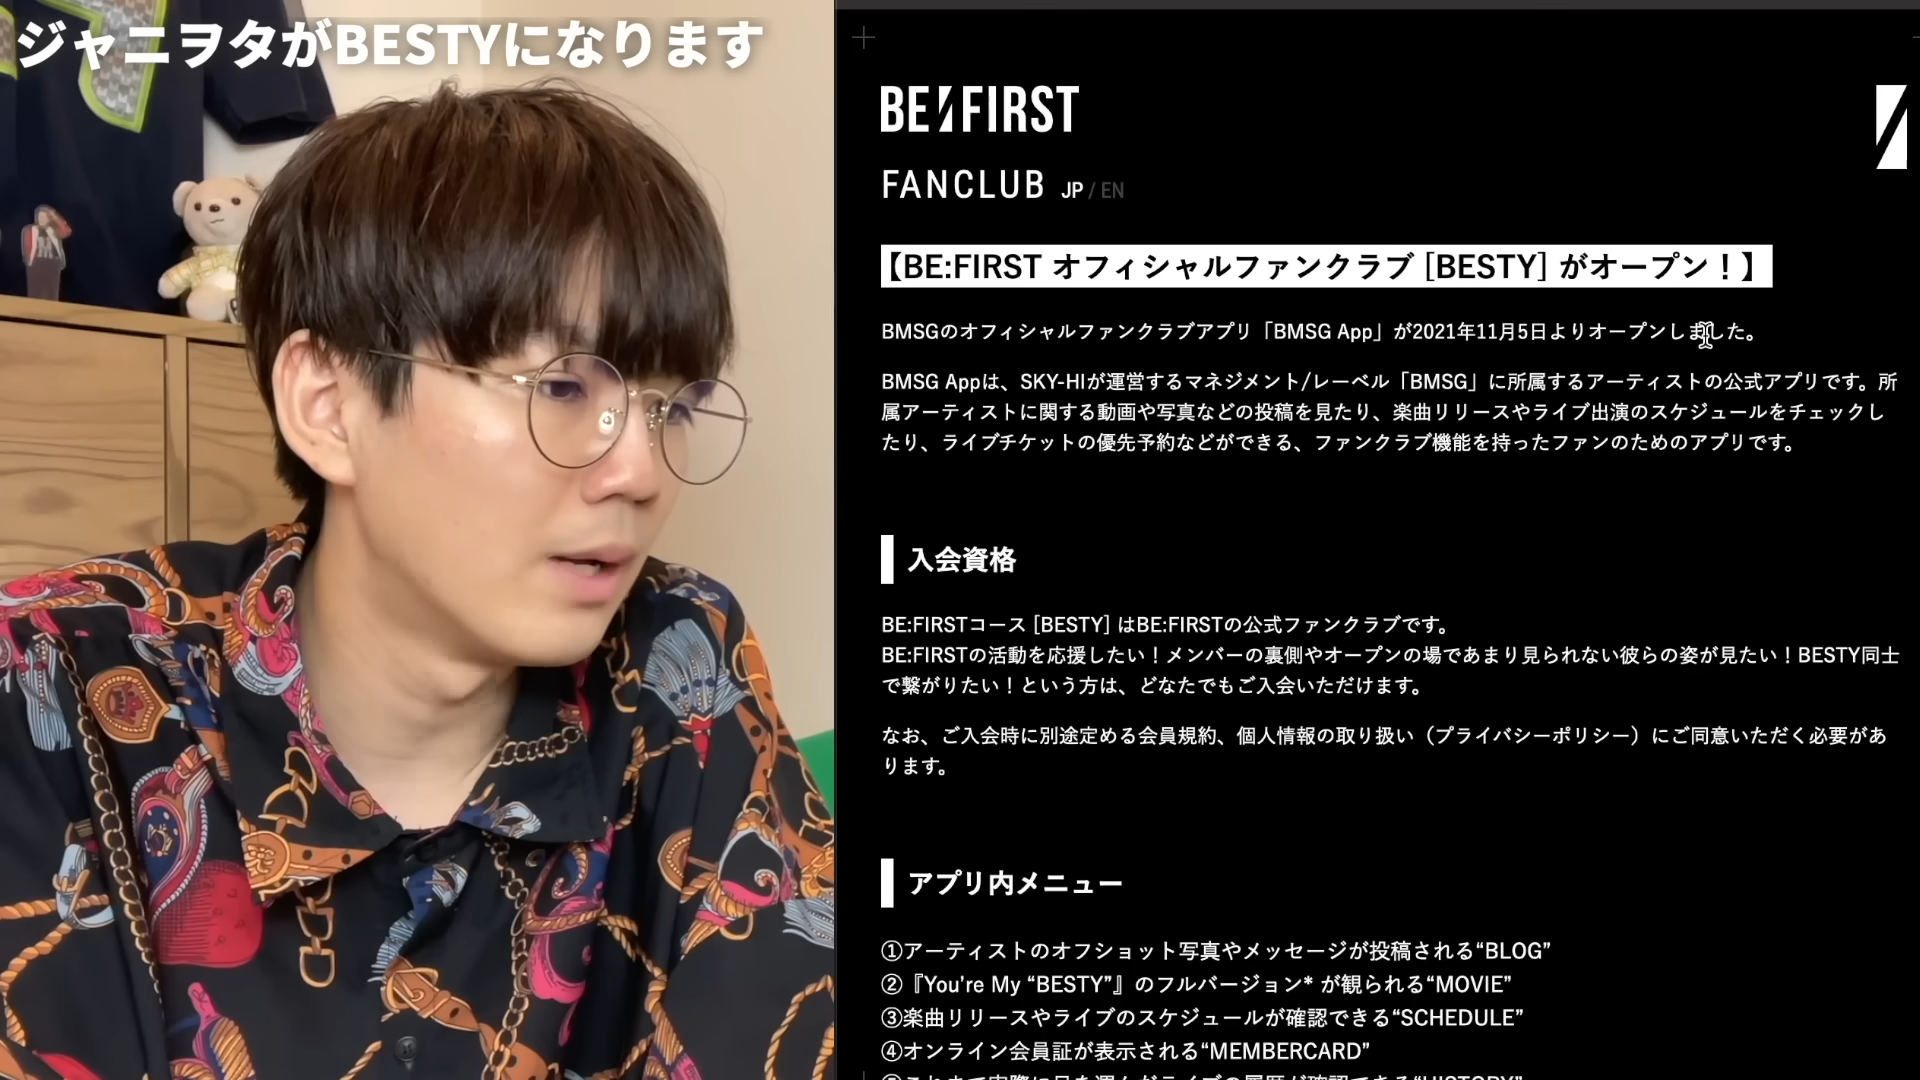 ジャニヲタがBESTYになります
BE:FIRST
FANCLUB JP / EN
【BE:FIRST オフィシャルファンクラブ [BESTY] がオープン！】
BMSGのオフィシャルファンクラブアプリ「BMSG App」が2021年11月5日よりオープンしました。
BMSG Appは、SKY-HIが運営するマネジメント/レーベル「BMSG」に所属するアーティストの公式アプリです。所
属アーティストに関する動画や写真などの投稿を見たり、楽曲リリースやライブ出演のスケジュールをチェックし
たり、ライブチケットの優先予約などができる、ファンクラブ機能を持ったファンのためのアプリです。
入会資格
BE:FIRSTコース [BESTY] はBE:FIRSTの公式ファンクラブです。
BE:FIRSTの活動を応援したい！メンバーの裏側やオープンの場であまり見られない彼らの姿が見たい！BESTY同士
で繋がりたい！という方は、どなたでもご入会いただけます。
なお、ご入会時に別途定める会員規約、個人情報の取り扱い（プライバシーポリシー）にご同意いただく必要があ
ります。
アプリ内メニュー
①アーティストのオフショット写真やメッセージが投稿される“BLOG”
②『You're My “BESTY”』のフルバージョン* が観られる“MOVIE”
③楽曲リリースやライブのスケジュールが確認できる“SCHEDULE”
④オンライン会員証が表示される“MEMBERCARD”